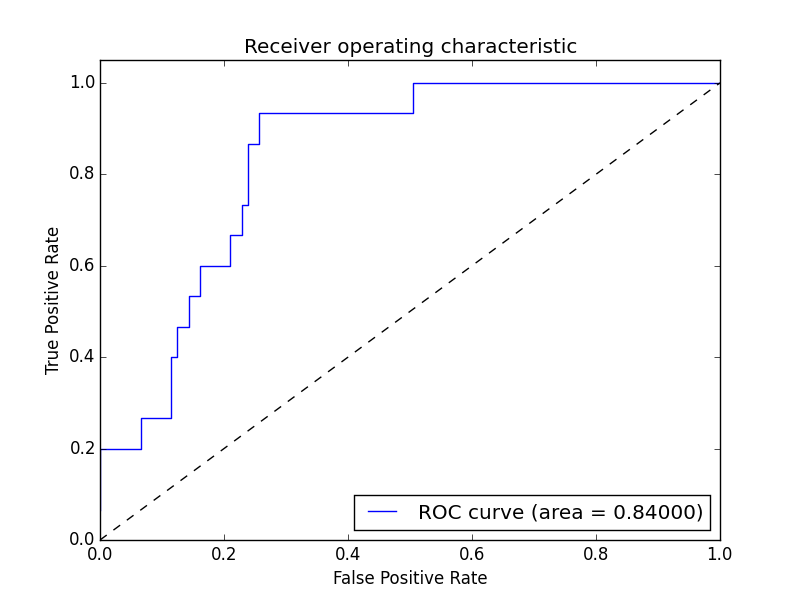 Receiver operating characteristic
1.0
0.8
0.6
0.4
0.2
0.0
True Positive Rate
ROC curve (area = 0.84000)
0.0 0.2 0.4 0.6 0.8 1.0
False Positive Rate